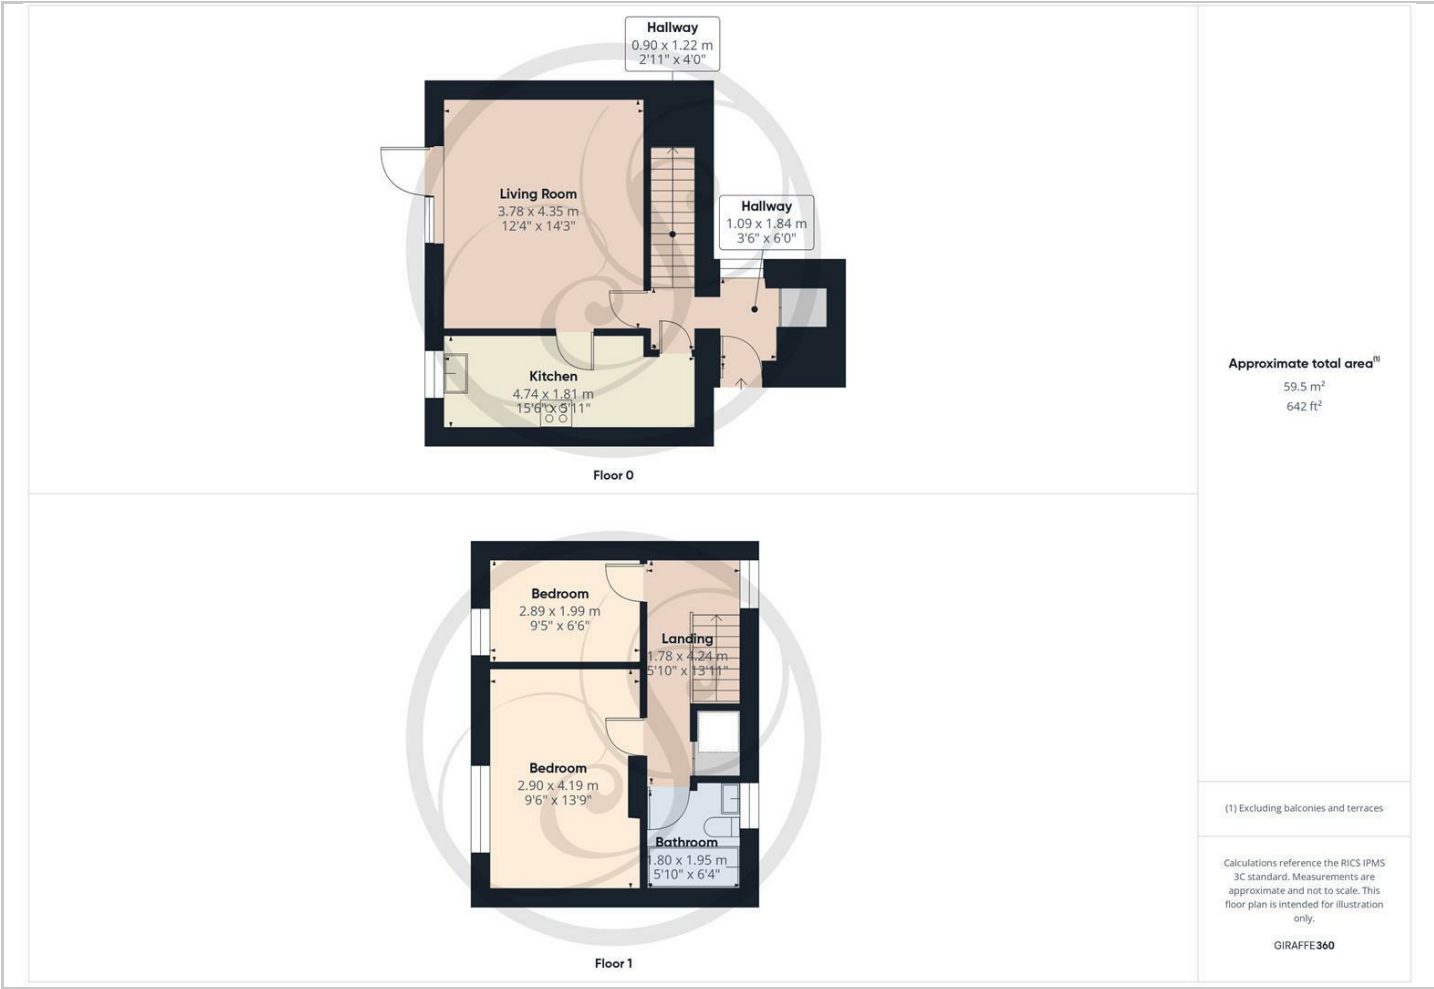 Hallway
0.90 x 1.22 m
2'11" x 4'0"
Living Room
3.78 x 4.35 m
12'4" x 14'3"
Hallway
1.09 x 1.84 m
3'6" x 6'0"
Kitchen
4.74 x 1.81 m
15'6" x 5'11"
Floor 0
Bedroom
2.89 x 1.99 m
9'5" x 6'6"
Landing
1.78 x 4.24 m
5'10" x 13'11"
Bedroom
2.90 x 4.19 m
9'6" x 13'9"
Bathroom
1.80 x 1.95 m
5'10" x 6'4"
Floor 1
Approximate total area(1)
59.5 m²
642 ft²
(1) Excluding balconies and terraces
Calculations reference the RICS IPMS
3C standard. Measurements are
approximate and not to scale. This
floor plan is intended for illustration
only.
GIRAFFE360